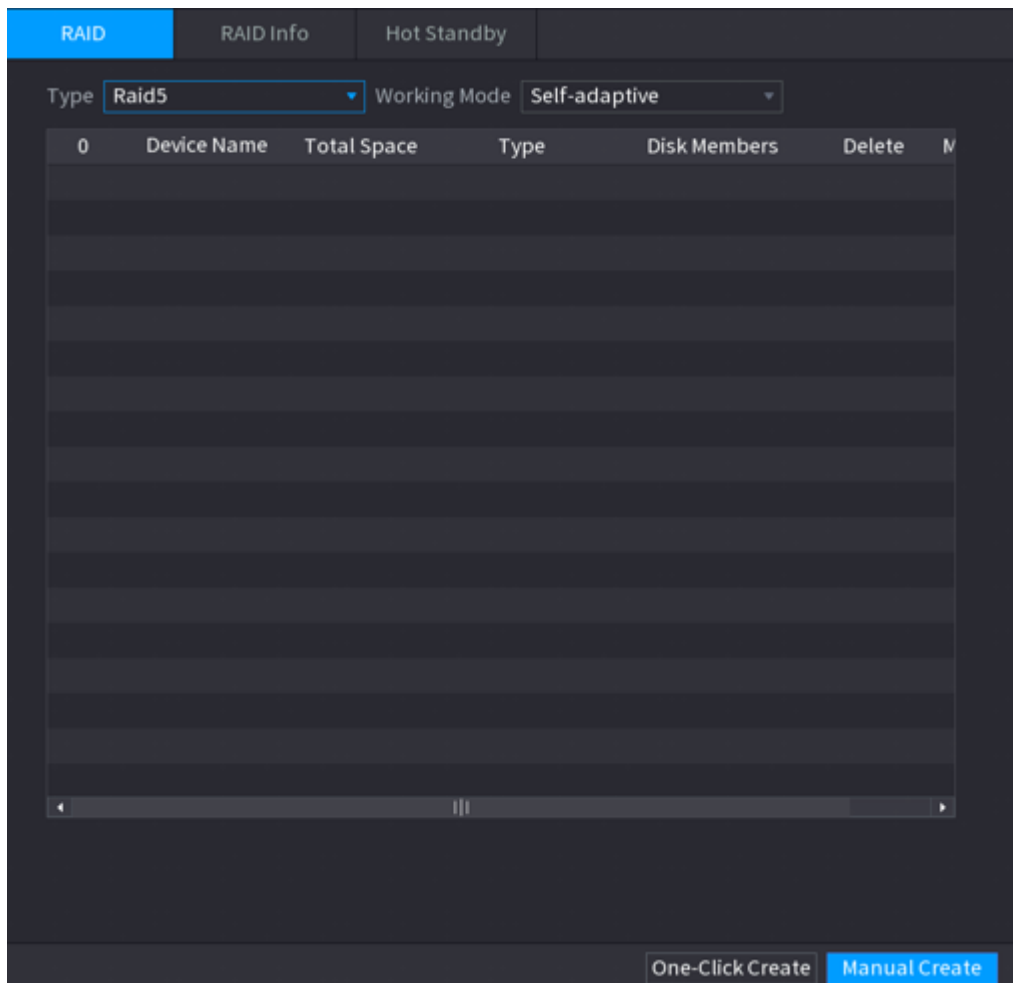 RAID RAID Info Hot Standby
Type Raid5 Working Mode Self-adaptive
0 Device Name Total Space Type Disk Members Delete M
One-Click Create Manual Create